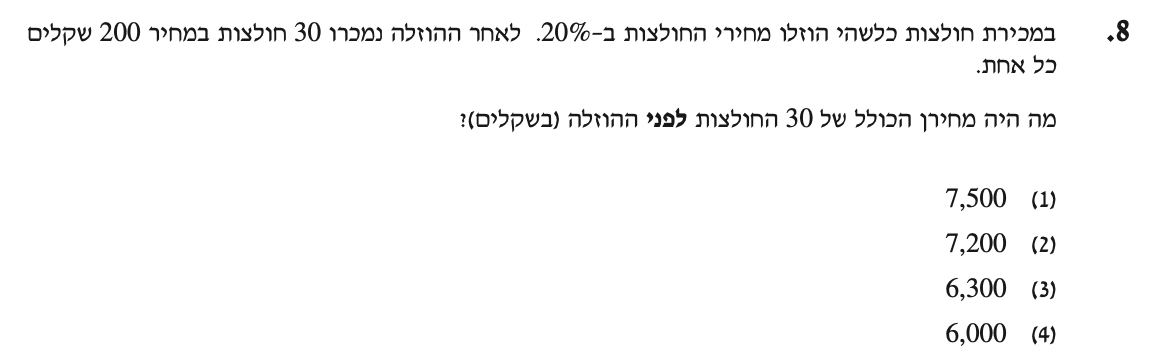 8. במכירת חולצות כלשהי הוזלו מחירי החולצות ב-20%. לאחר ההוזלה נמכרו 30 חולצות במחיר 200 שקלים
כל אחת.
מה היה מחירן הכולל של 30 החולצות לפני ההוזלה (בשקלים)?
(1) 7,500
(2) 7,200
(3) 6,300
(4) 6,000